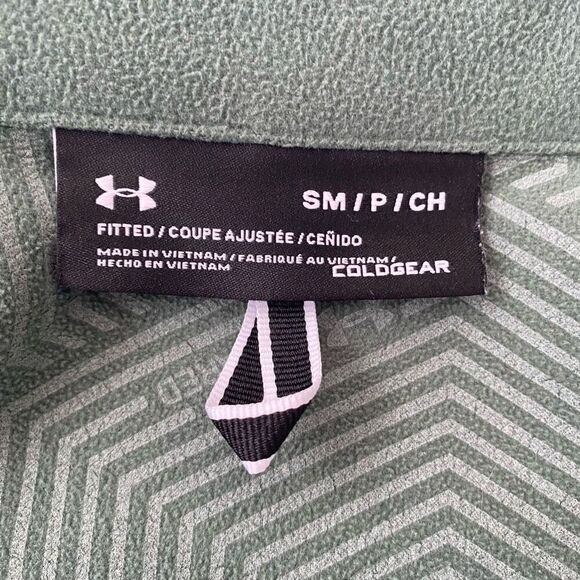 SM / P / CH
FITTED / COUPE AJUSTÉE / CEÑIDO
MADE IN VIETNAM / FABRIQUÉ AU VIETNAM /
HECHO EN VIETNAM
COLDGEAR